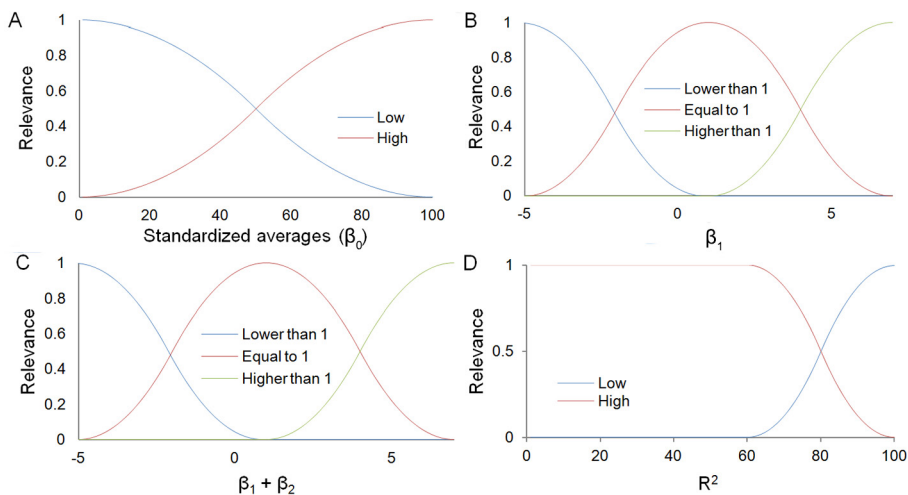 A
1
0.8
0.6
0.4
0.2
0
Relevance
Low
High
0 20 40 60 80 100
Standardized averages (β0)
B
1
0.8
0.6
0.4
0.2
0
Relevance
Lower than 1
Equal to 1
Higher than 1
-5 0 5
β1
C
1
0.8
0.6
0.4
0.2
0
Relevance
Lower than 1
Equal to 1
Higher than 1
-5 0 5
β1 + β2
D
1
0.5
0
Relevance
Low
High
0 20 40 60 80 100
R²